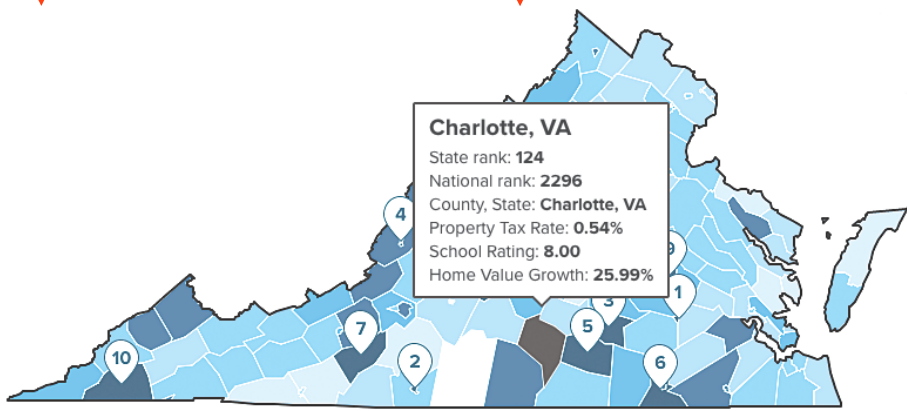 Charlotte, VA
State rank: 124
National rank: 2296
County, State: Charlotte, VA
Property Tax Rate: 0.54%
School Rating: 8.00
Home Value Growth: 25.99%
4
9
1
3
5
7
10
2
6